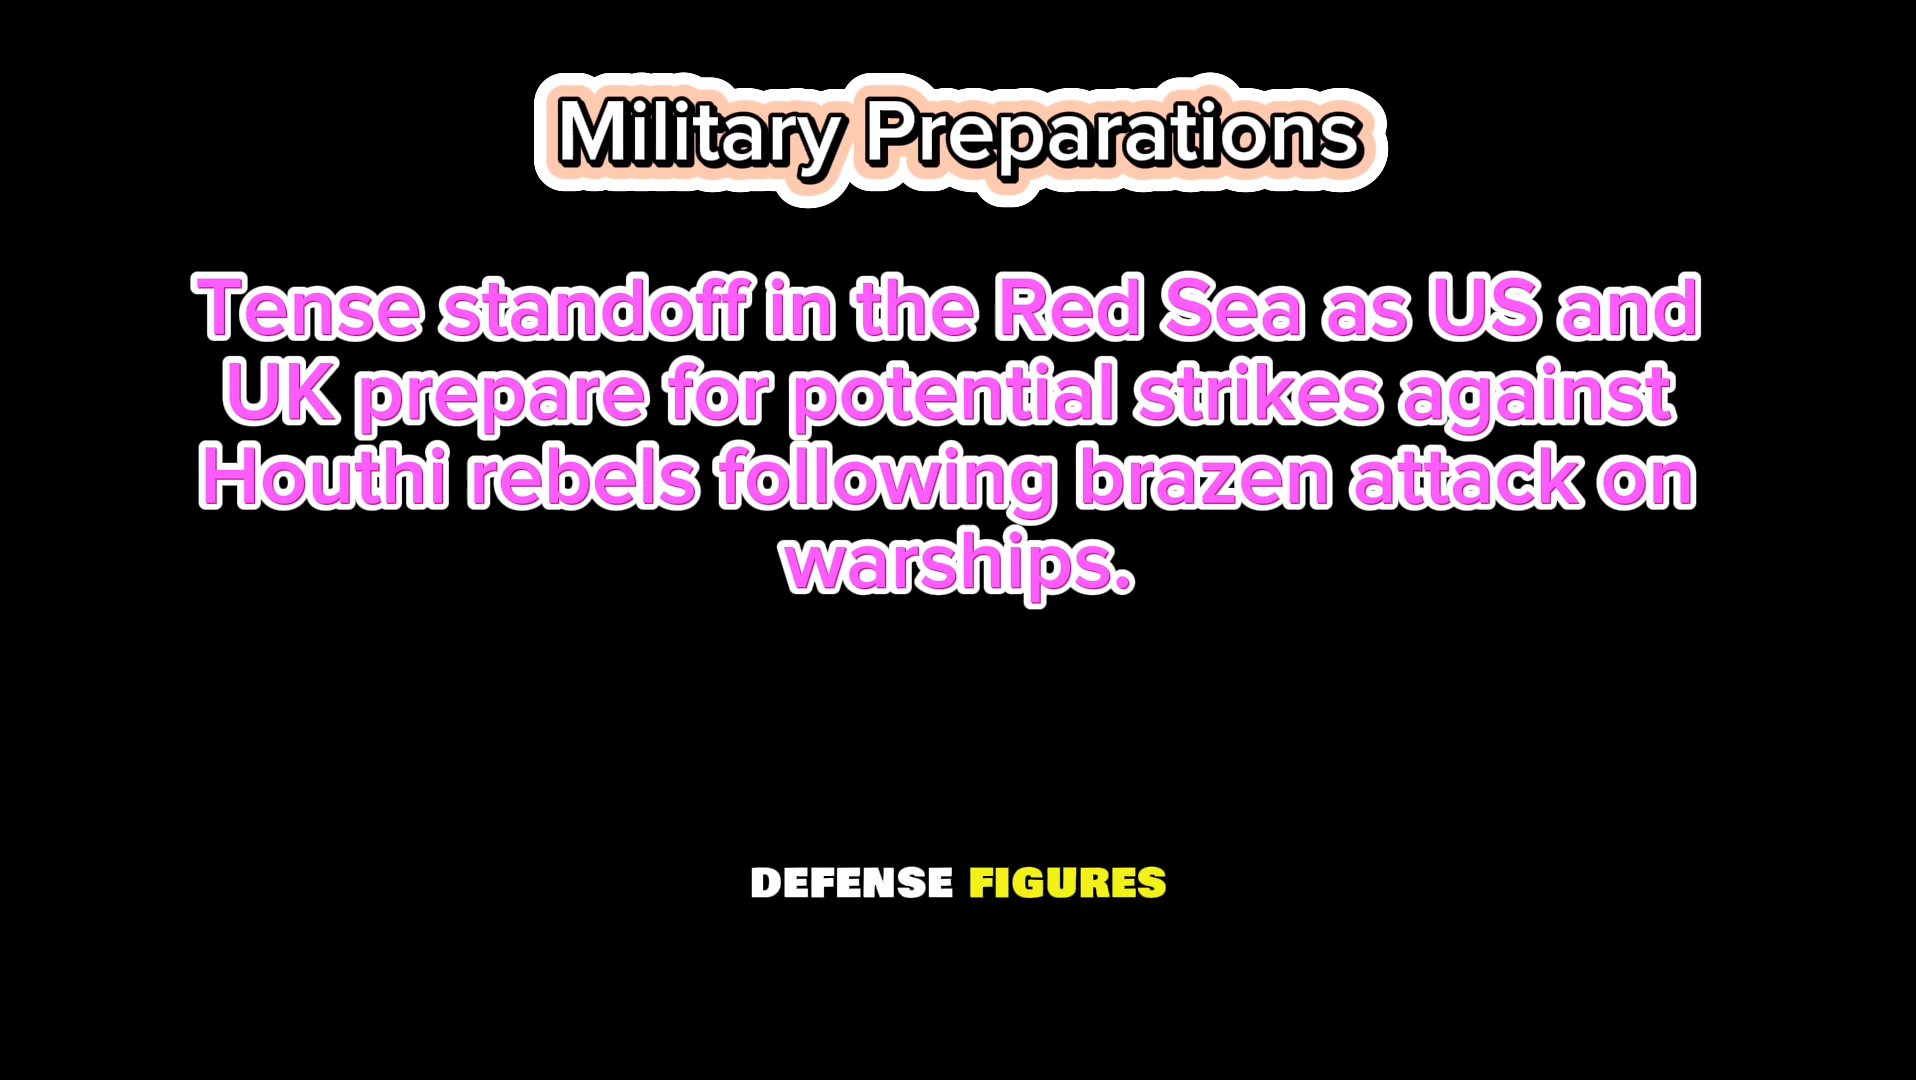 Military Preparations
Tense standoff in the Red Sea as US and
UK prepare for potential strikes against
Houthi rebels following brazen attack on
warships.
DEFENSE FIGURES